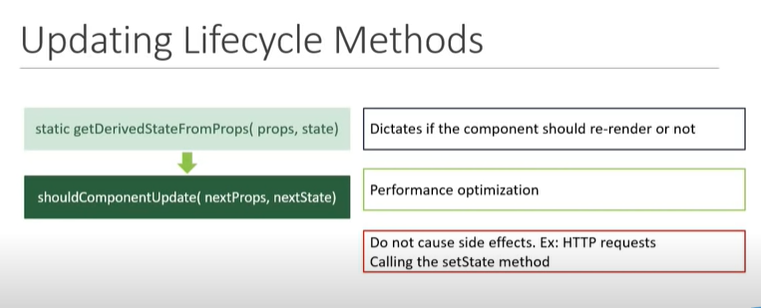 Updating Lifecycle Methods
static getDerivedStateFromProps( props, state)
Dictates if the component should re-render or not
shouldComponentUpdate( nextProps, nextState)
Performance optimization
Do not cause side effects. Ex: HTTP requests
Calling the setState method